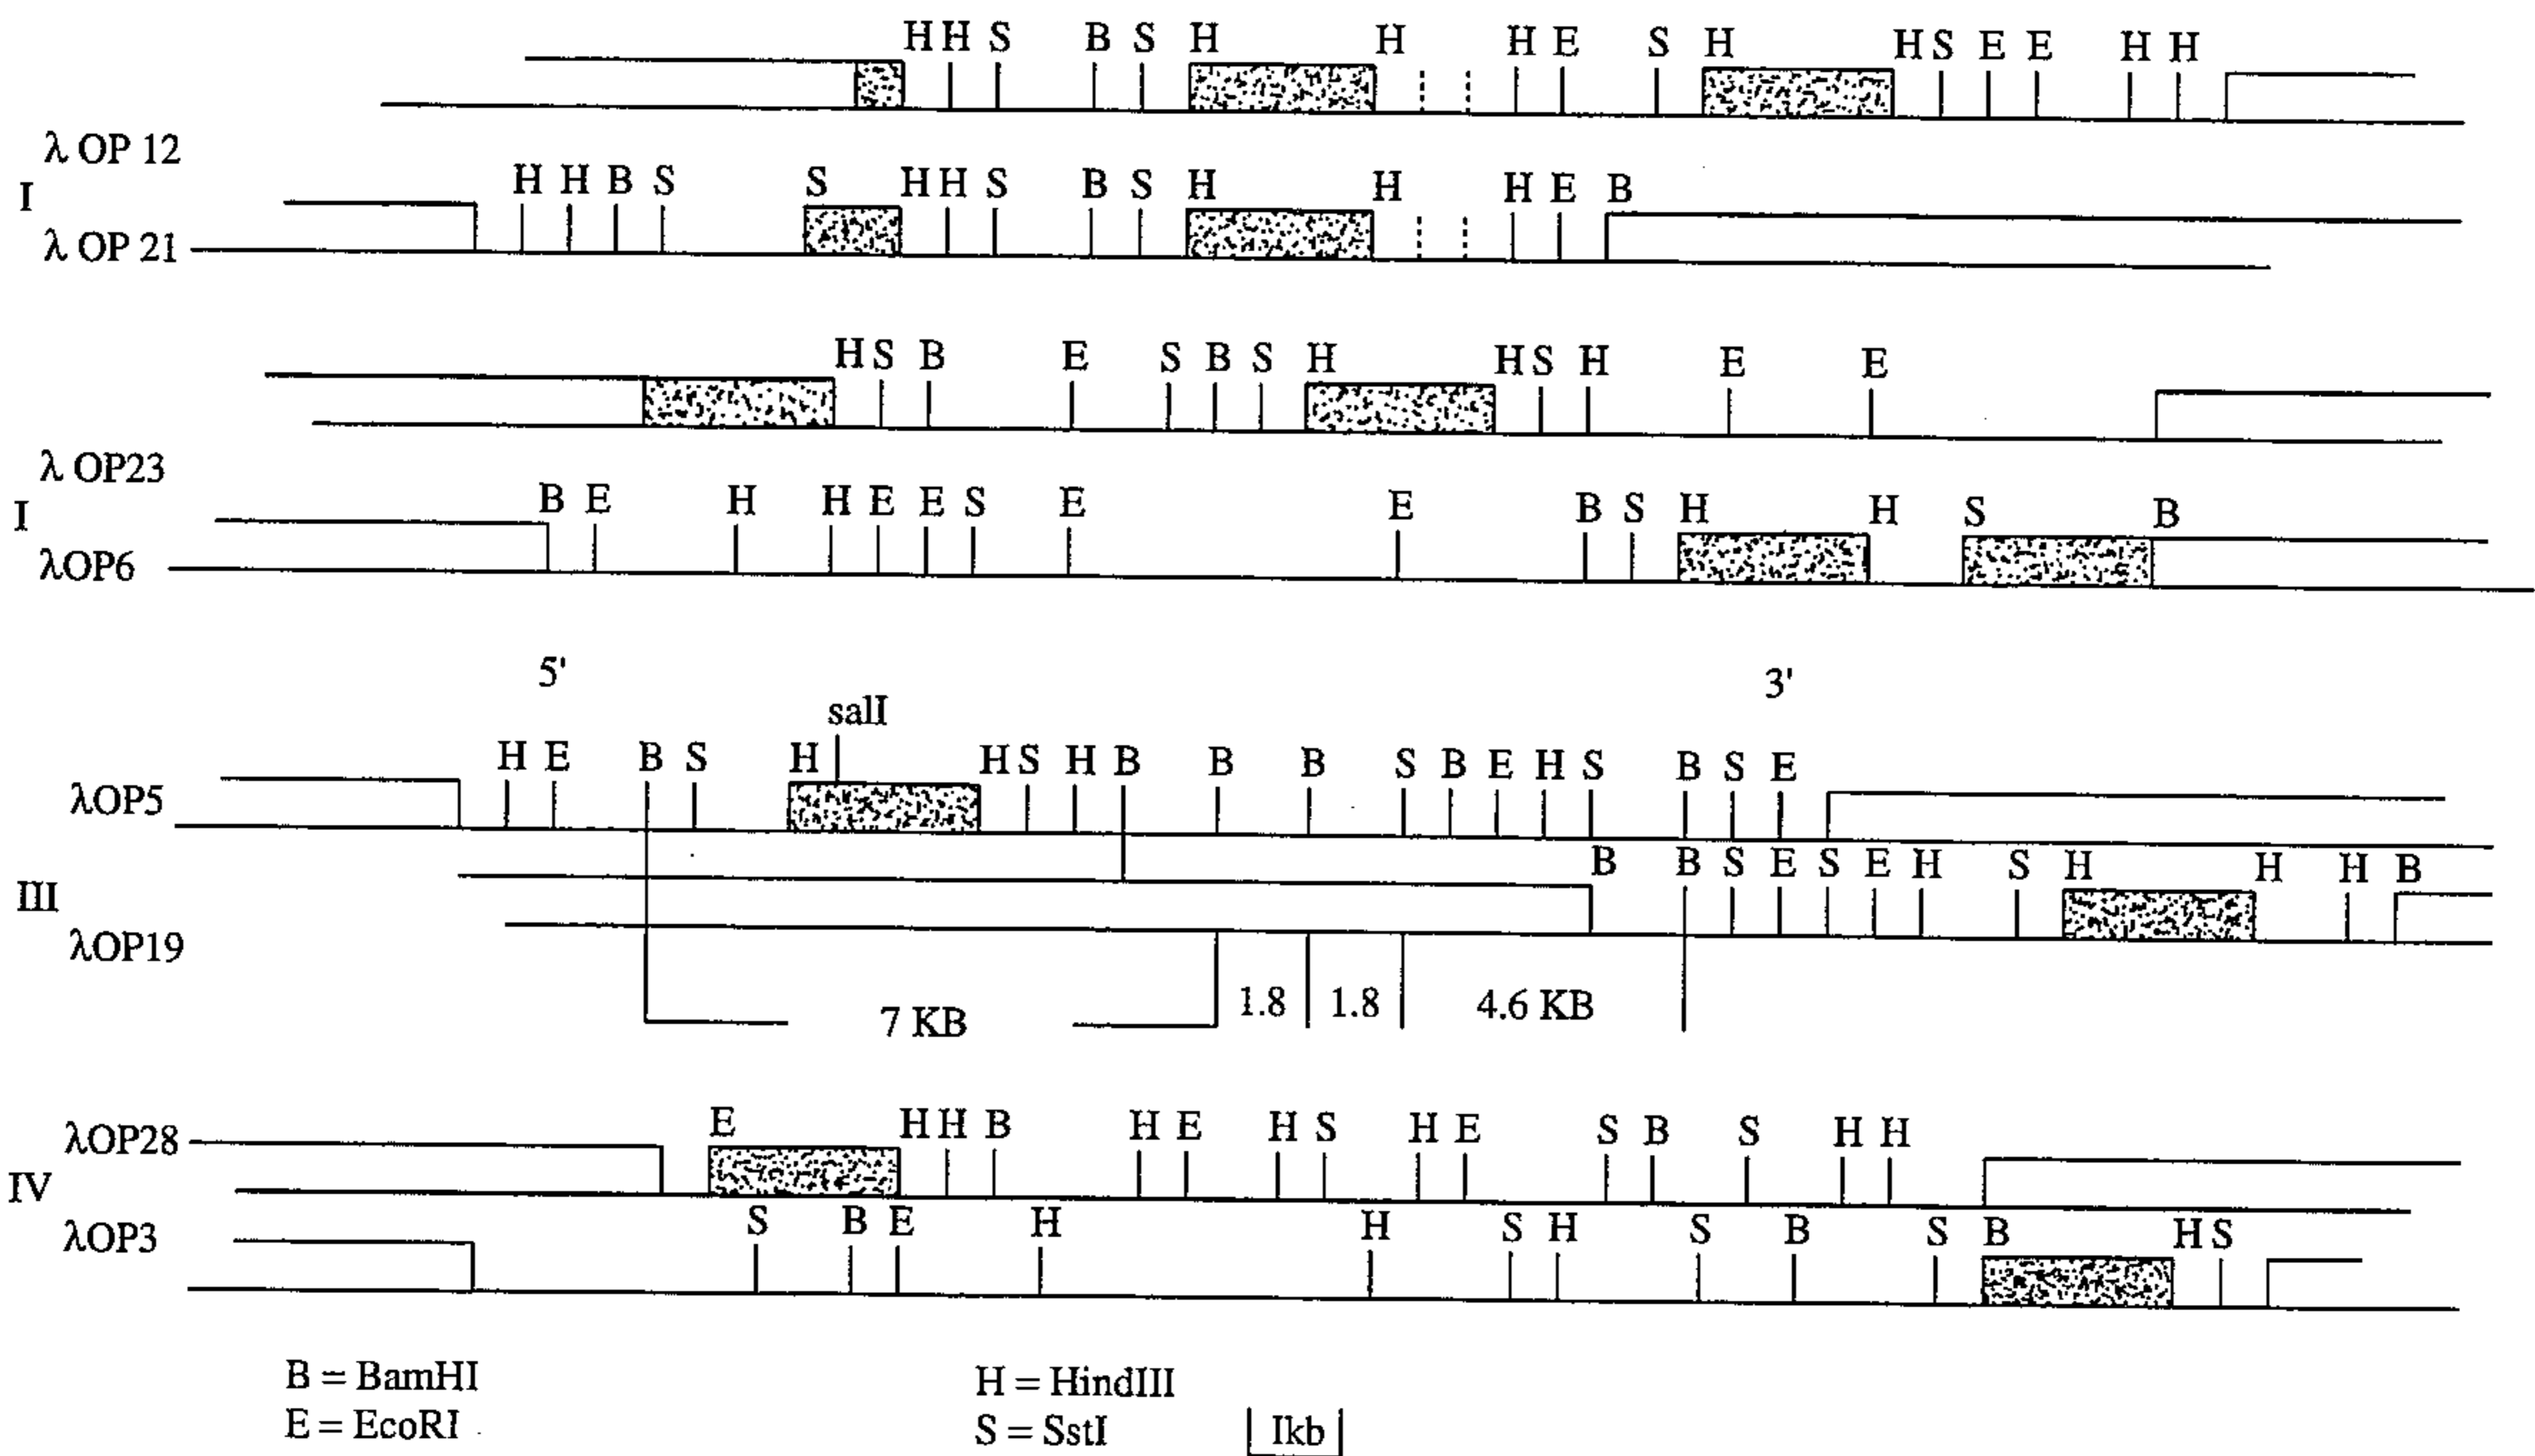 H H S B S H H H E S H H S E E H H
λ OP 12
H H B S S H H S B S H H H E B
I
λ OP 21
H S B E S B S H H S H E E
λ OP23
B E H H E E S E E B S H H S B
I
λOP6
5' 3'
salI
H E B S H H S H B B B S B E H S B S E
λOP5
B B S E S E H S H H H B
III
λOP19
7 KB 1.8 1.8 4.6 KB
E H H B H E H S H E S B S H H
λOP28
IV
S B E H H S H S B S B H S
λOP3
B = BamHI H = HindIII
E = EcoRI S = SstI Ikb